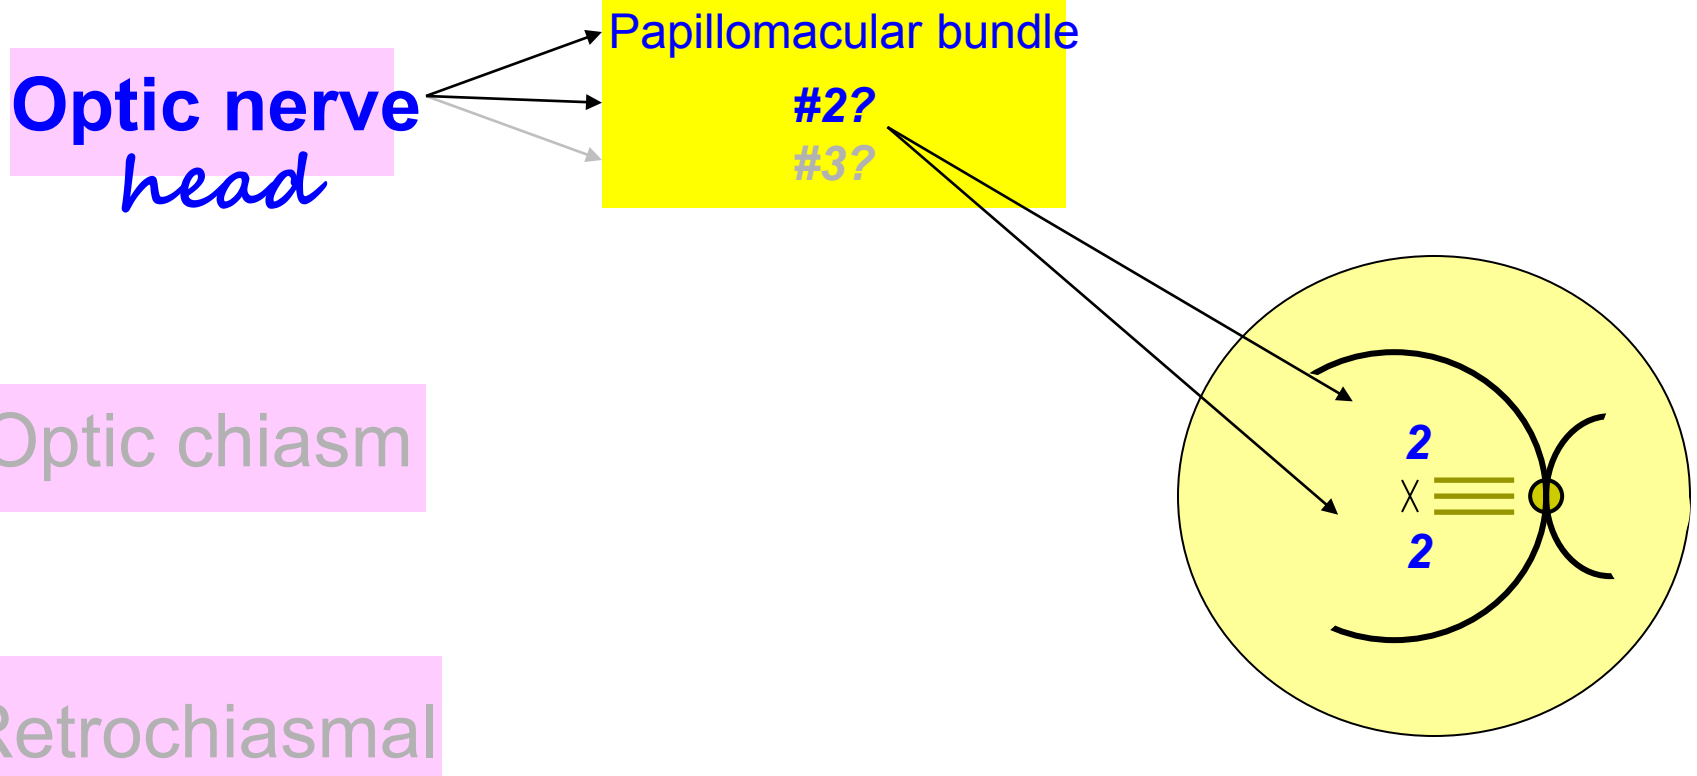 Papillomacular bundle
Optic nerve
head
#2?
#3?
2
X
2
Optic chiasm
Retrochiasmal